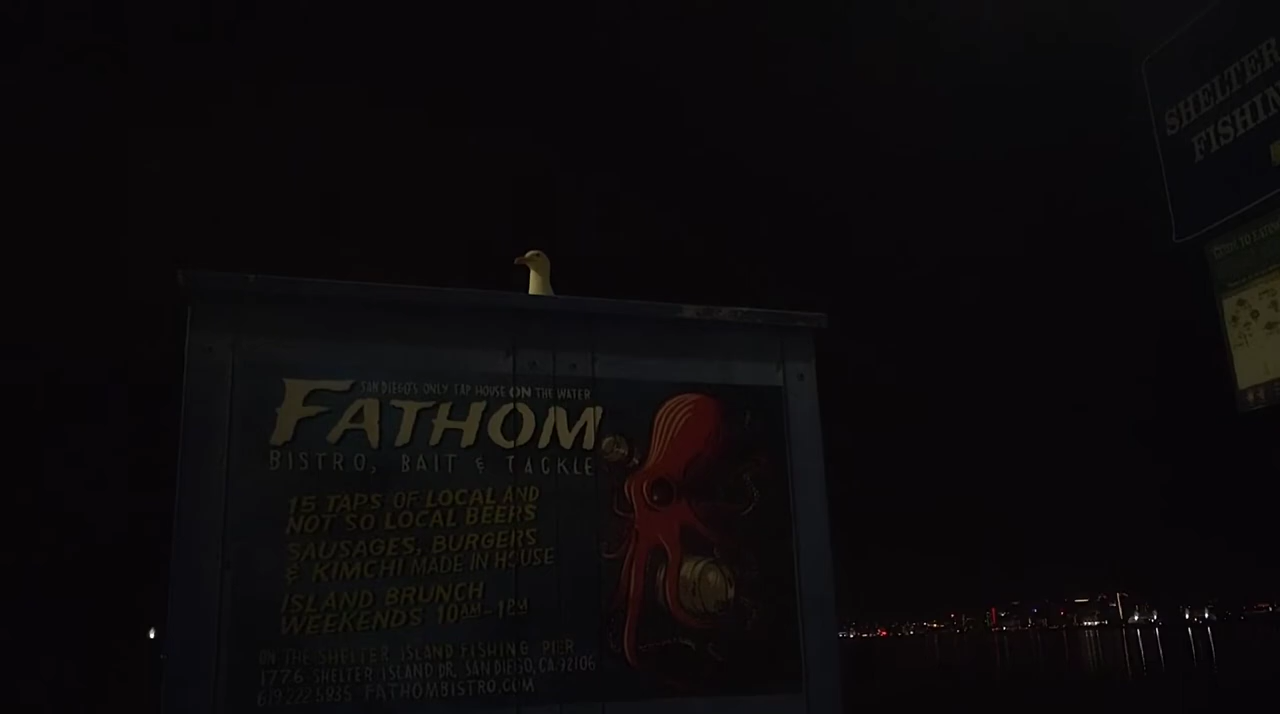 SAN DIEGO'S ONLY TAP HOUSE ON THE WATER
FATHOM
BISTRO, BAIT & TACKLE
15 TAPS OF LOCAL AND
NOT SO LOCAL BEERS
SAUSAGES, BURGERS
& KIMCHI MADE IN HOUSE
ISLAND BRUNCH
WEEKENDS 10AM-1PM
ON THE SHELTER ISLAND FISHING PIER
1776 SHELTER ISLAND DR. SAN DIEGO, CA. 92106
619.222.5835 FATHOMBISTRO.COM
SHELTER
FISHIN